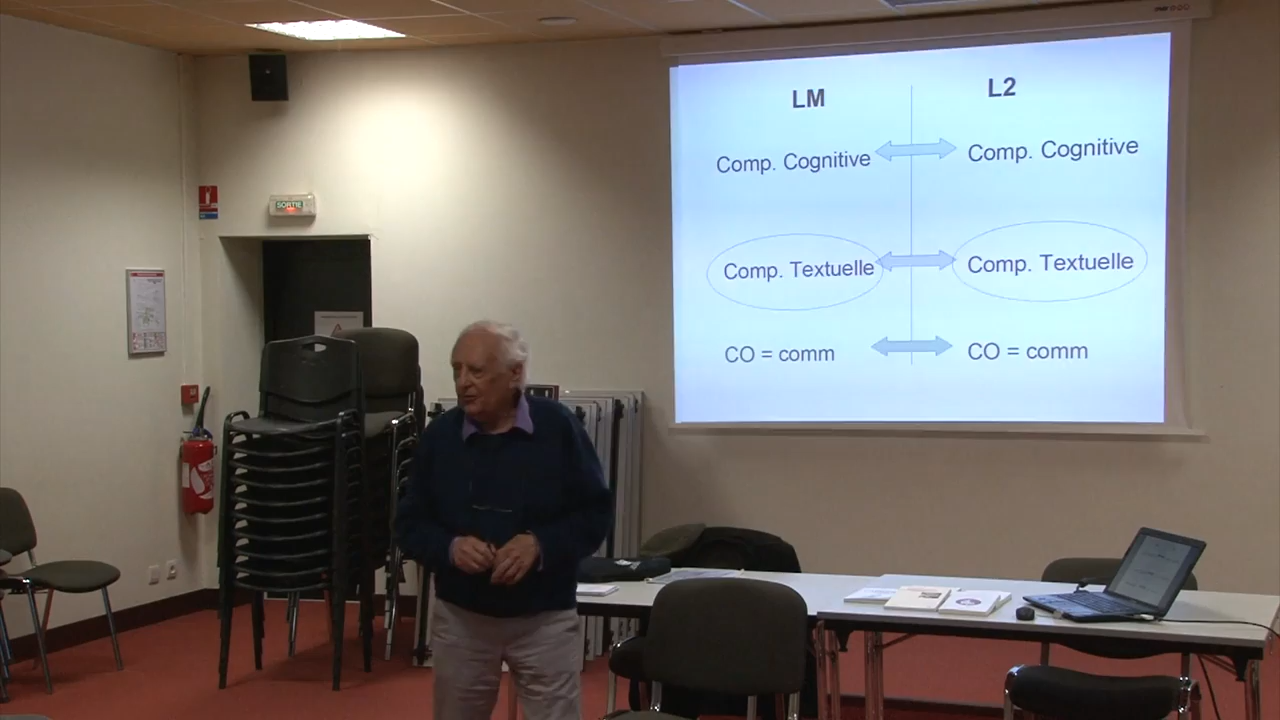 LM L2
Comp. Cognitive Comp. Cognitive
Comp. Textuelle Comp. Textuelle
CO = comm CO = comm
SORTIE